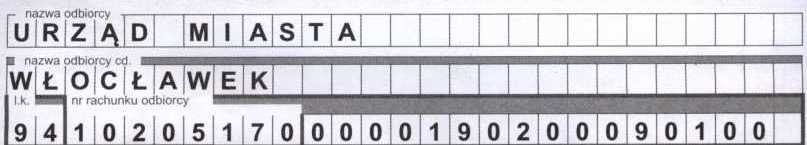 nazwa odbiorcy
URZĄD MIASTA
nazwa odbiorcy cd.
WŁOCŁAWEK
l.k. nr rachunku odbiorcy
94102051700000190200090100